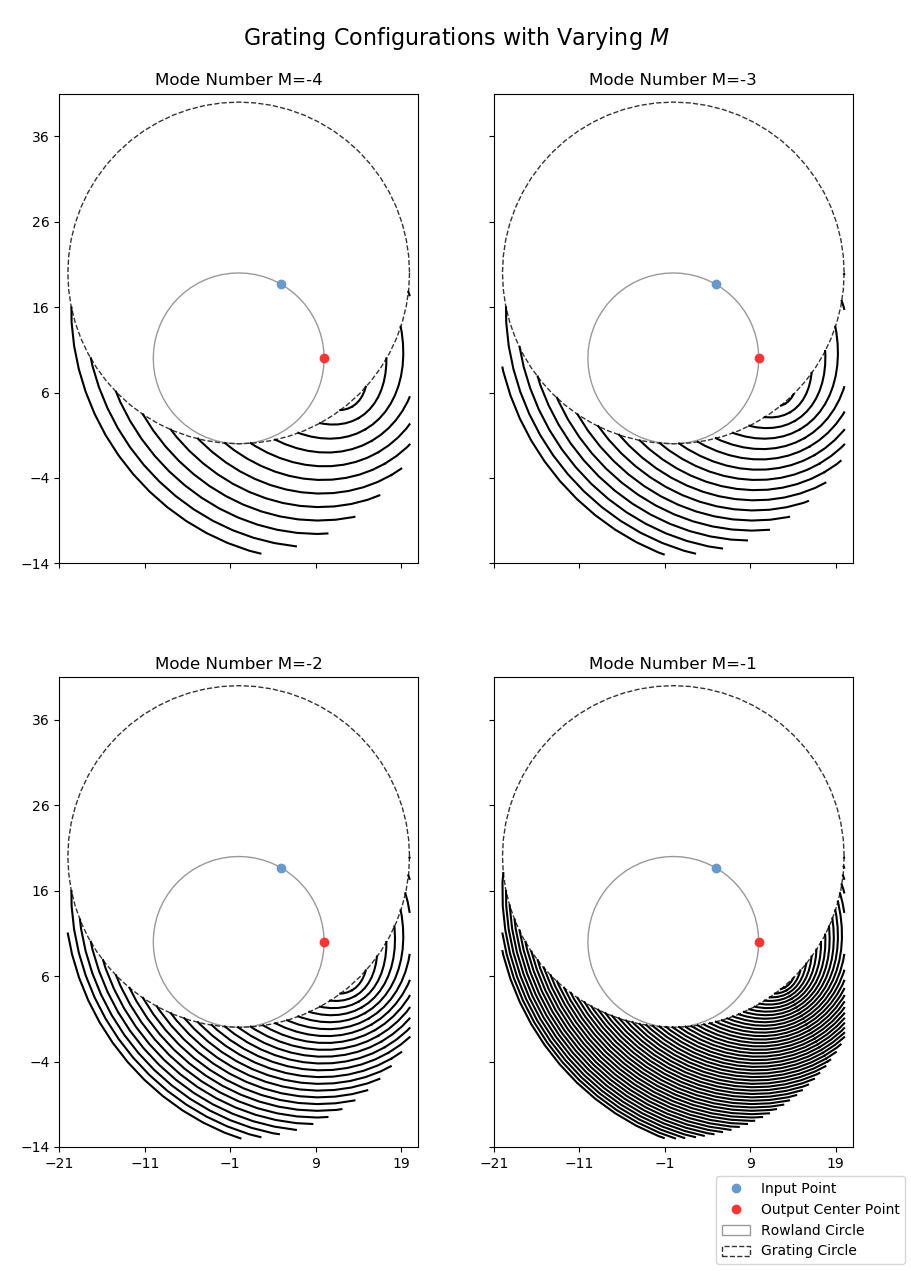 Grating Configurations with Varying M
Mode Number M=-4
Mode Number M=-3
36
26
16
6
−4
−14
Mode Number M=-2
Mode Number M=-1
36
26
16
6
−4
−14
−21 −11 −1 9 19
−21 −11 −1 9 19
Input Point
Output Center Point
Rowland Circle
Grating Circle